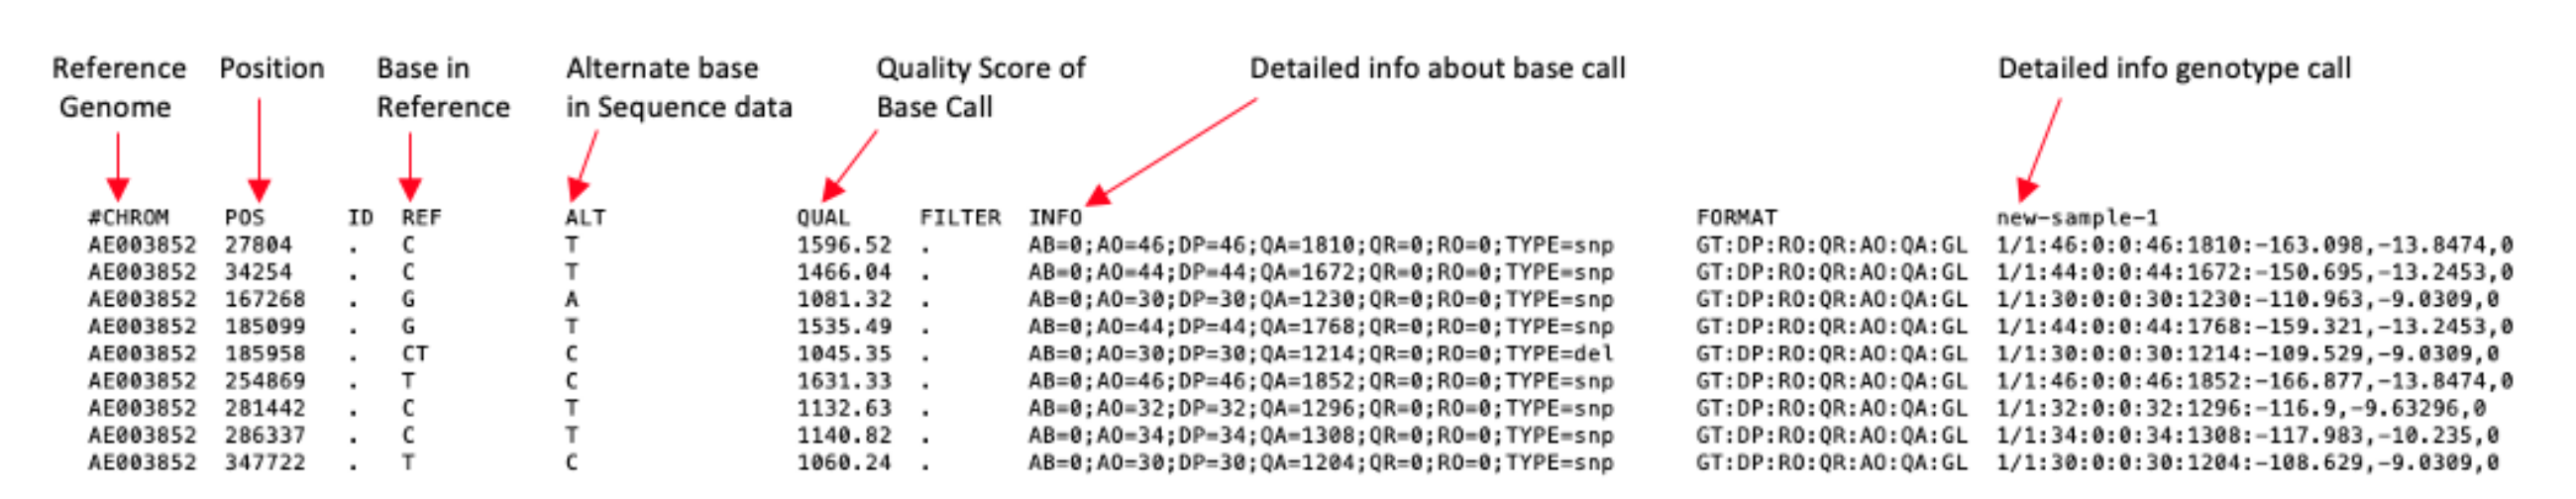 Reference Position Base in Alternate base Quality Score of Detailed info about base call Detailed info genotype call
Genome Reference in Sequence data Base Call
#CHROM POS ID REF ALT QUAL FILTER INFO FORMAT new-sample-1
AE003852 27804 . C T 1596.52 . AB=0;AO=46;DP=46;QA=1810;QR=0;RO=0;TYPE=snp GT:DP:RO:QR:AO:QA:GL 1/1:46:0:0:46:1810:-163.098,-13.8474,0
AE003852 34254 . C T 1466.04 . AB=0;AO=44;DP=44;QA=1672;QR=0;RO=0;TYPE=snp GT:DP:RO:QR:AO:QA:GL 1/1:44:0:0:44:1672:-150.695,-13.2453,0
AE003852 167268 . G A 1081.32 . AB=0;AO=30;DP=30;QA=1230;QR=0;RO=0;TYPE=snp GT:DP:RO:QR:AO:QA:GL 1/1:30:0:0:30:1230:-110.963,-9.0309,0
AE003852 185099 . G T 1535.49 . AB=0;AO=44;DP=44;QA=1768;QR=0;RO=0;TYPE=snp GT:DP:RO:QR:AO:QA:GL 1/1:44:0:0:44:1768:-159.321,-13.2453,0
AE003852 185958 . CT C 1045.35 . AB=0;AO=30;DP=30;QA=1214;QR=0;RO=0;TYPE=del GT:DP:RO:QR:AO:QA:GL 1/1:30:0:0:30:1214:-109.529,-9.0309,0
AE003852 254869 . T C 1631.33 . AB=0;AO=46;DP=46;QA=1852;QR=0;RO=0;TYPE=snp GT:DP:RO:QR:AO:QA:GL 1/1:46:0:0:46:1852:-166.877,-13.8474,0
AE003852 281442 . C T 1132.63 . AB=0;AO=32;DP=32;QA=1296;QR=0;RO=0;TYPE=snp GT:DP:RO:QR:AO:QA:GL 1/1:32:0:0:32:1296:-116.9,-9.63296,0
AE003852 286337 . C T 1140.82 . AB=0;AO=34;DP=34;QA=1308;QR=0;RO=0;TYPE=snp GT:DP:RO:QR:AO:QA:GL 1/1:34:0:0:34:1308:-117.983,-10.235,0
AE003852 347722 . T C 1060.24 . AB=0;AO=30;DP=30;QA=1204;QR=0;RO=0;TYPE=snp GT:DP:RO:QR:AO:QA:GL 1/1:30:0:0:30:1204:-108.629,-9.0309,0